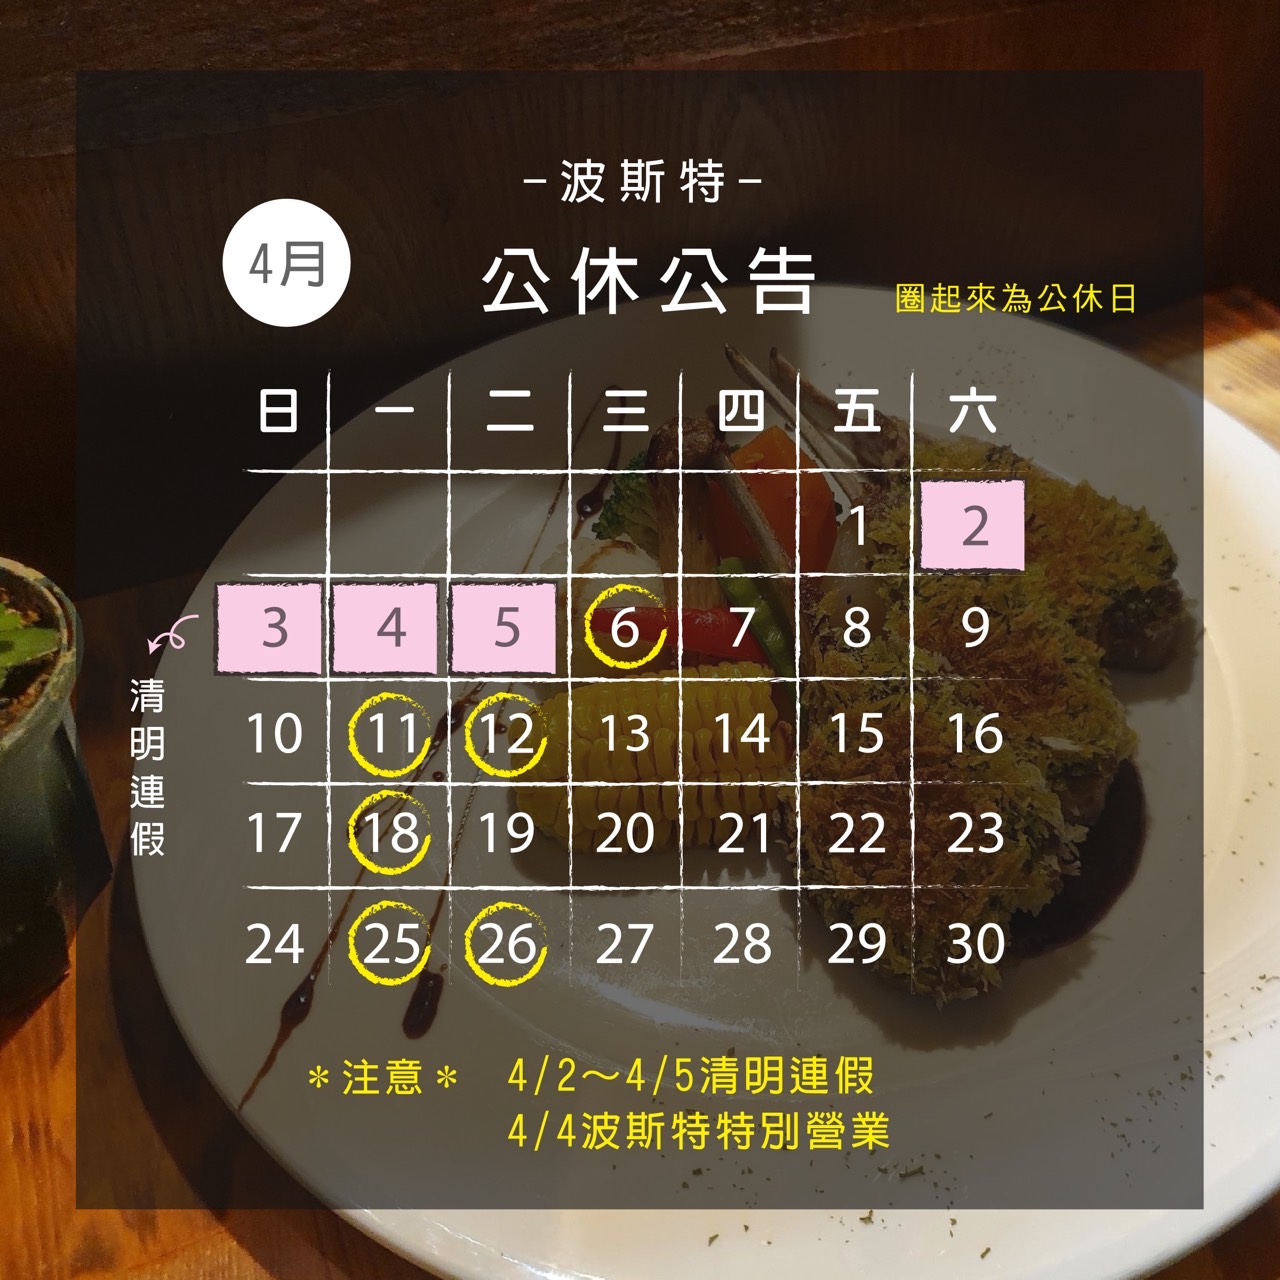 –波斯特–
4月
公休公告
圈起來為公休日
日 一 二 三 四 五 六
1 2
3 4 5 6 7 8 9
清明連假
10 11 12 13 14 15 16
17 18 19 20 21 22 23
24 25 26 27 28 29 30
＊注意＊ 4/2～4/5清明連假
4/4波斯特特別營業